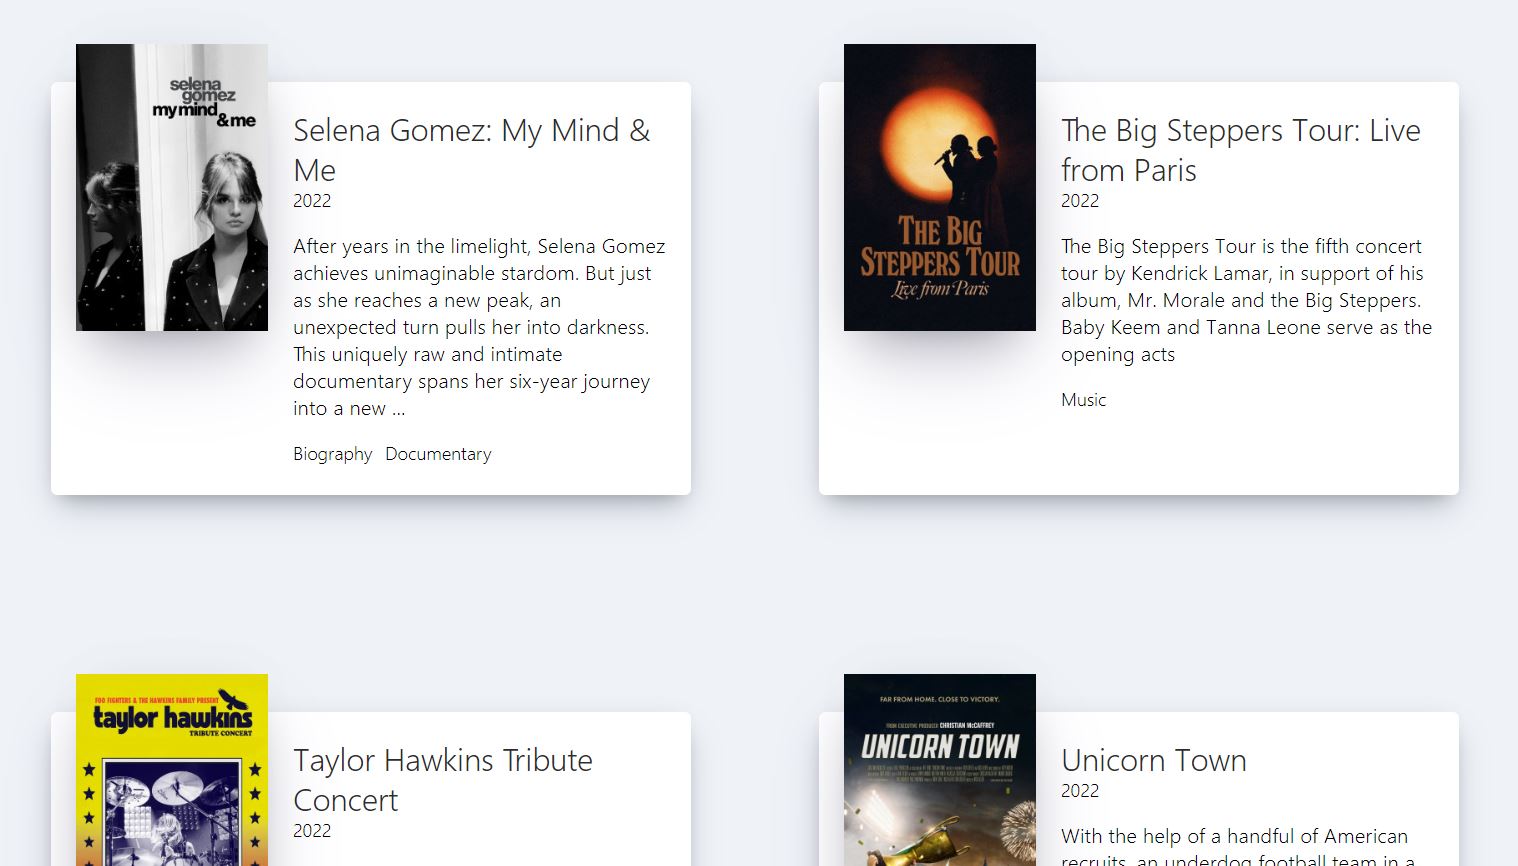 selena
gomez
my mind
& me
Selena Gomez: My Mind &
Me
2022
After years in the limelight, Selena Gomez
achieves unimaginable stardom. But just
as she reaches a new peak, an
unexpected turn pulls her into darkness.
This uniquely raw and intimate
documentary spans her six-year journey
into a new ...
Biography Documentary
THE BIG
STEPPERS TOUR
Live from Paris
The Big Steppers Tour: Live
from Paris
2022
The Big Steppers Tour is the fifth concert
tour by Kendrick Lamar, in support of his
album, Mr. Morale and the Big Steppers.
Baby Keem and Tanna Leone serve as the
opening acts
Music
FOO FIGHTERS & THE HAWKINS FAMILY PRESENT
taylor hawkins
TRIBUTE CONCERT
Taylor Hawkins Tribute
Concert
2022
FAR FROM HOME. CLOSE TO VICTORY.
FROM EXECUTIVE PRODUCER CHRISTIAN McCAFFREY
UNICORN TOWN
Unicorn Town
2022
With the help of a handful of American
recruits, an underdog football team in a